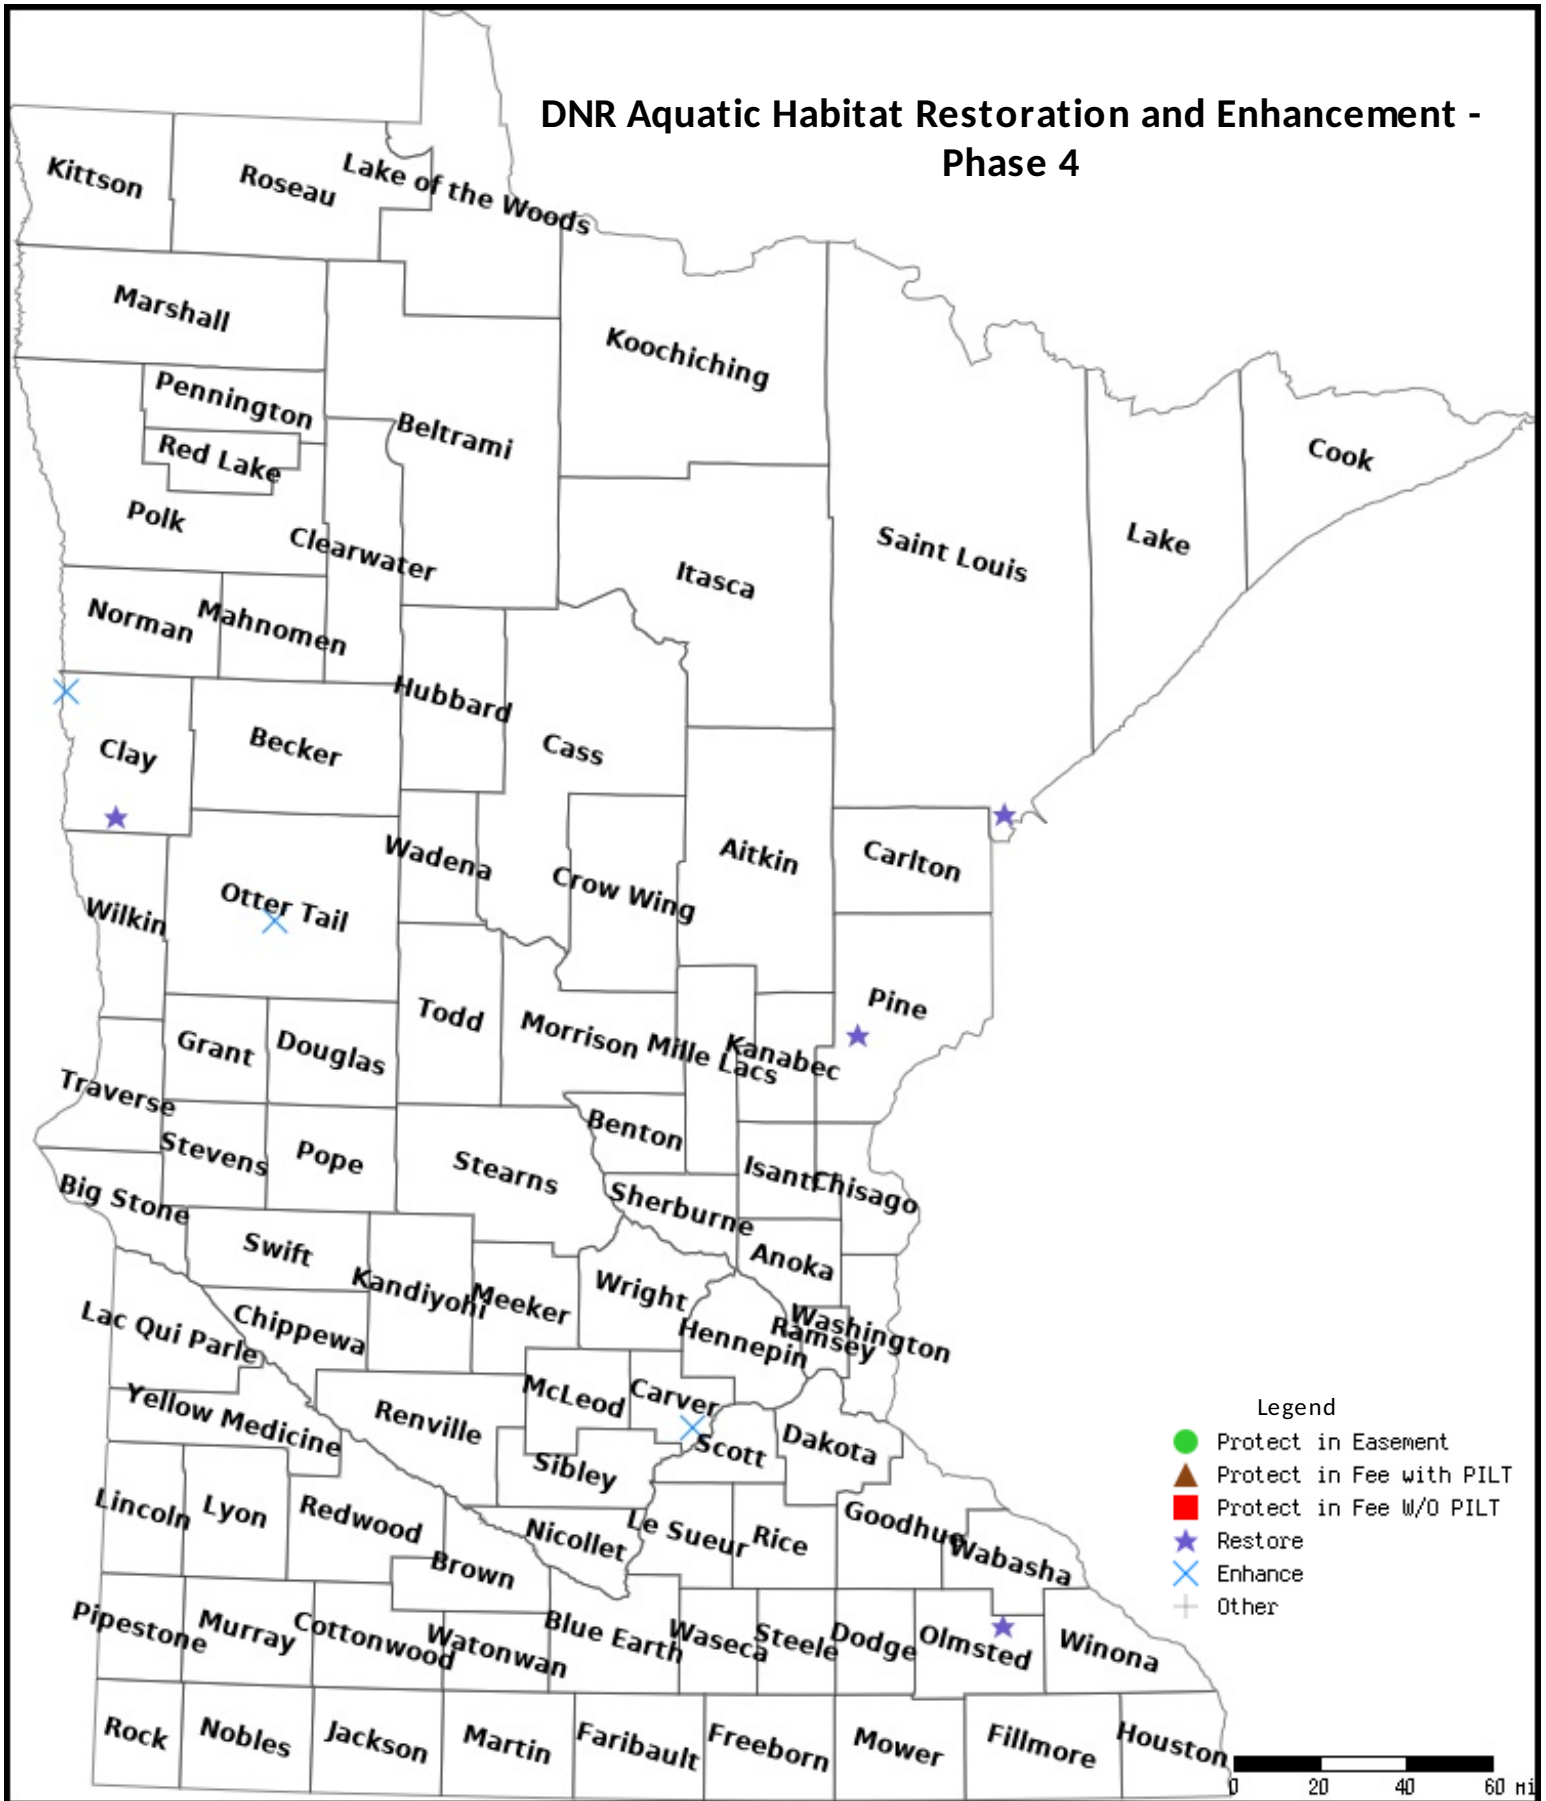 DNR Aquatic Habitat Restoration and Enhancement -
Phase 4
Kittson
Roseau
Lake of the Woods
Marshall
Koochiching
Pennington
Beltrami
Red Lake
Cook
Polk
Clearwater
Saint Louis
Lake
Itasca
Norman
Mahnomen
Hubbard
Clay
Becker
Cass
Wadena
Aitkin
Carlton
Crow Wing
Otter Tail
Wilkin
Pine
Todd
Morrison
Mille Lacs
Kanabec
Grant
Douglas
Traverse
Benton
Stevens
Pope
Stearns
Isanti
Chisago
Big Stone
Sherburne
Swift
Anoka
Kandiyohi
Meeker
Wright
Washington
Ramsey
Hennepin
Lac Qui Parle
Chippewa
McLeod
Carver
Yellow Medicine
Renville
Scott
Dakota
Legend
Protect in Easement
Protect in Fee with PILT
Protect in Fee W/O PILT
Restore
Enhance
Other
Sibley
Lincoln
Lyon
Redwood
Nicollet
Le Sueur
Rice
Goodhue
Wabasha
Brown
Pipestone
Murray
Cottonwood
Watonwan
Blue Earth
Waseca
Steele
Dodge
Olmsted
Winona
Rock
Nobles
Jackson
Martin
Faribault
Freeborn
Mower
Fillmore
Houston
0 20 40 60 mi